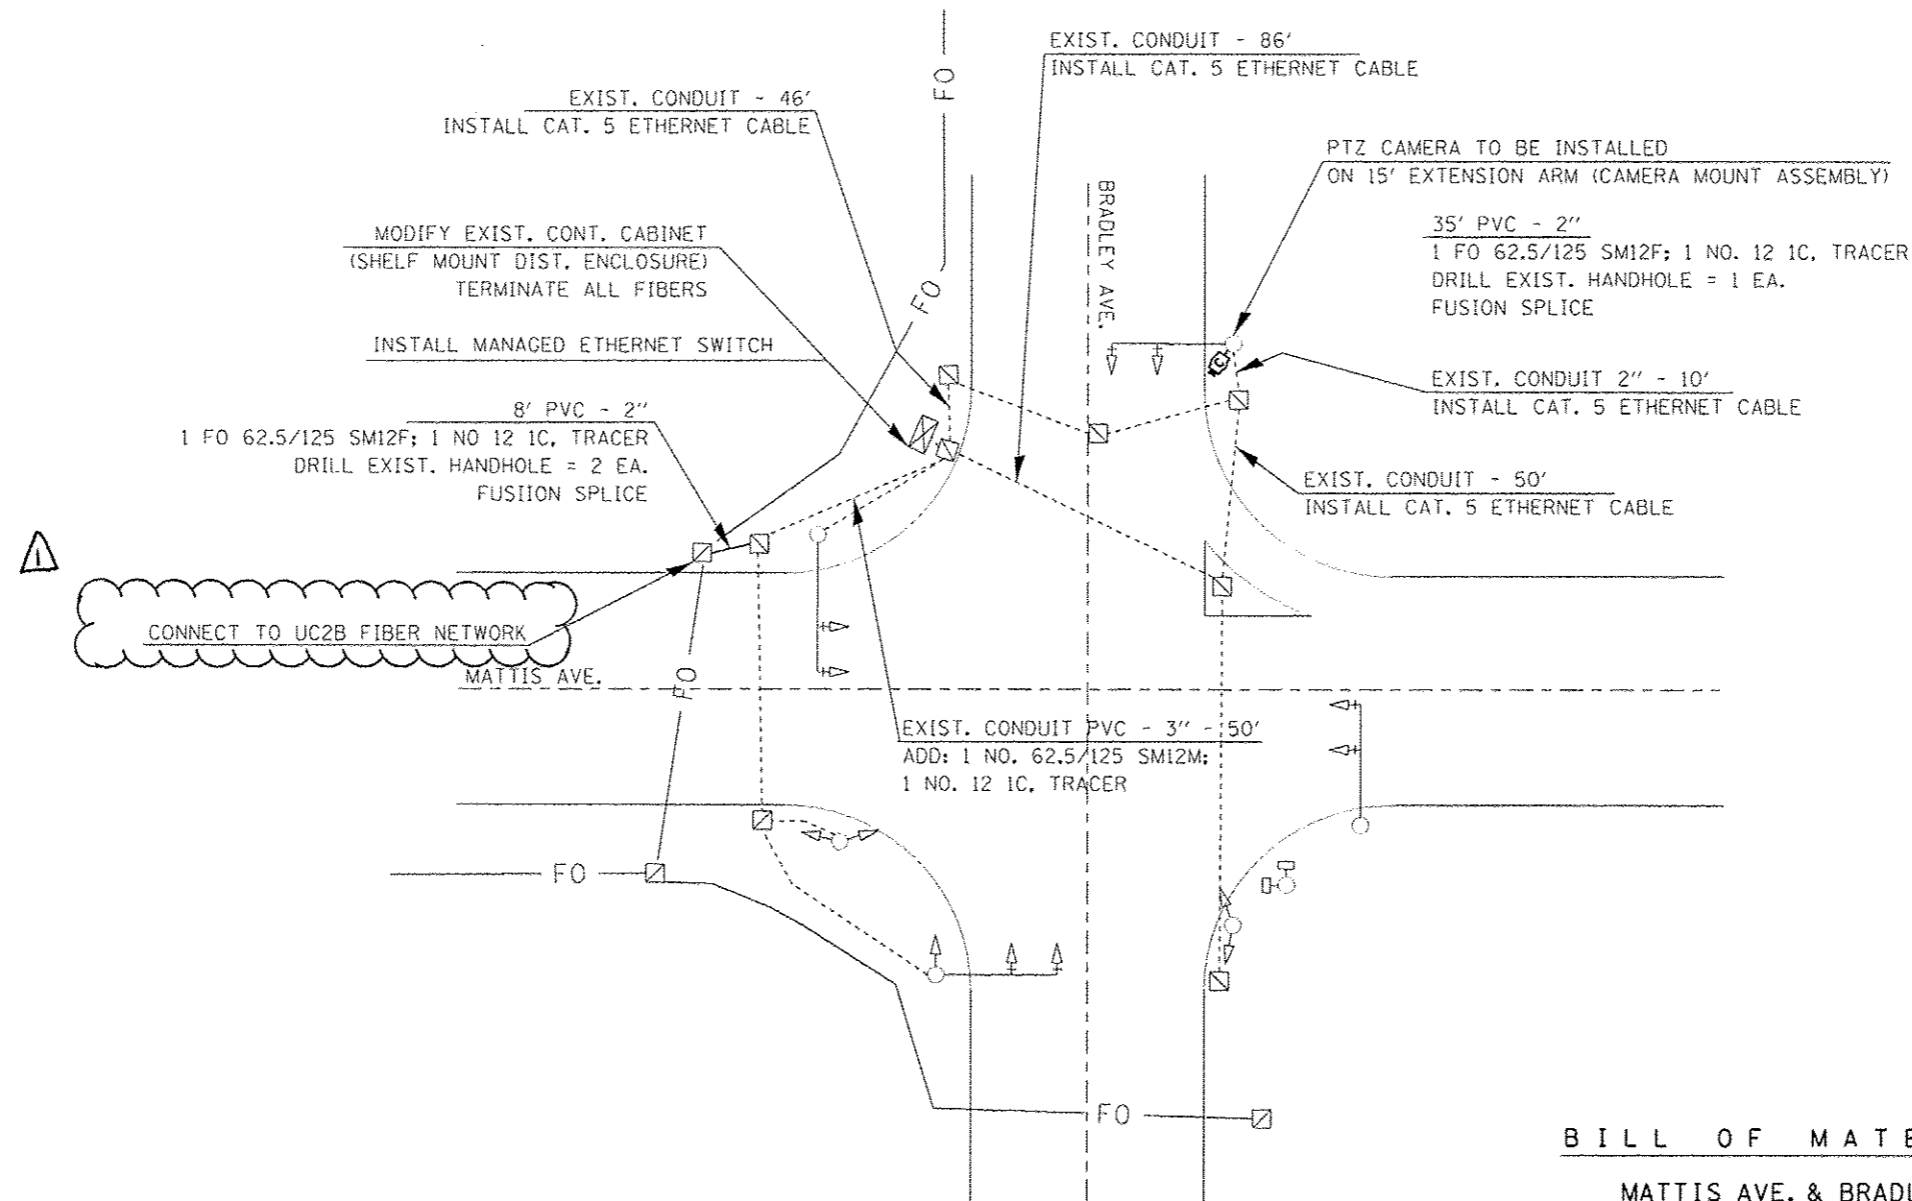 EXIST. CONDUIT - 86'
INSTALL CAT. 5 ETHERNET CABLE
EXIST. CONDUIT - 46'
INSTALL CAT. 5 ETHERNET CABLE
FO
PTZ CAMERA TO BE INSTALLED
ON 15' EXTENSION ARM (CAMERA MOUNT ASSEMBLY)
BRADLEY AVE.
MODIFY EXIST. CONT. CABINET
(SHELF MOUNT DIST. ENCLOSURE)
TERMINATE ALL FIBERS
35' PVC - 2"
1 FO 62.5/125 SM12F; 1 NO. 12 1C, TRACER
DRILL EXIST. HANDHOLE = 1 EA.
FUSION SPLICE
FO
INSTALL MANAGED ETHERNET SWITCH
C
EXIST. CONDUIT 2" - 10'
INSTALL CAT. 5 ETHERNET CABLE
8' PVC - 2"
1 FO 62.5/125 SM12F; 1 NO 12 1C, TRACER
DRILL EXIST. HANDHOLE = 2 EA.
FUSIION SPLICE
EXIST. CONDUIT - 50'
INSTALL CAT. 5 ETHERNET CABLE
1
CONNECT TO UC2B FIBER NETWORK
MATTIS AVE.
FO
EXIST. CONDUIT PVC - 3" - 50'
ADD: 1 NO. 62.5/125 SM12M;
1 NO. 12 1C, TRACER
FO
FO
BILL OF MATE
MATTIS AVE. & BRADL